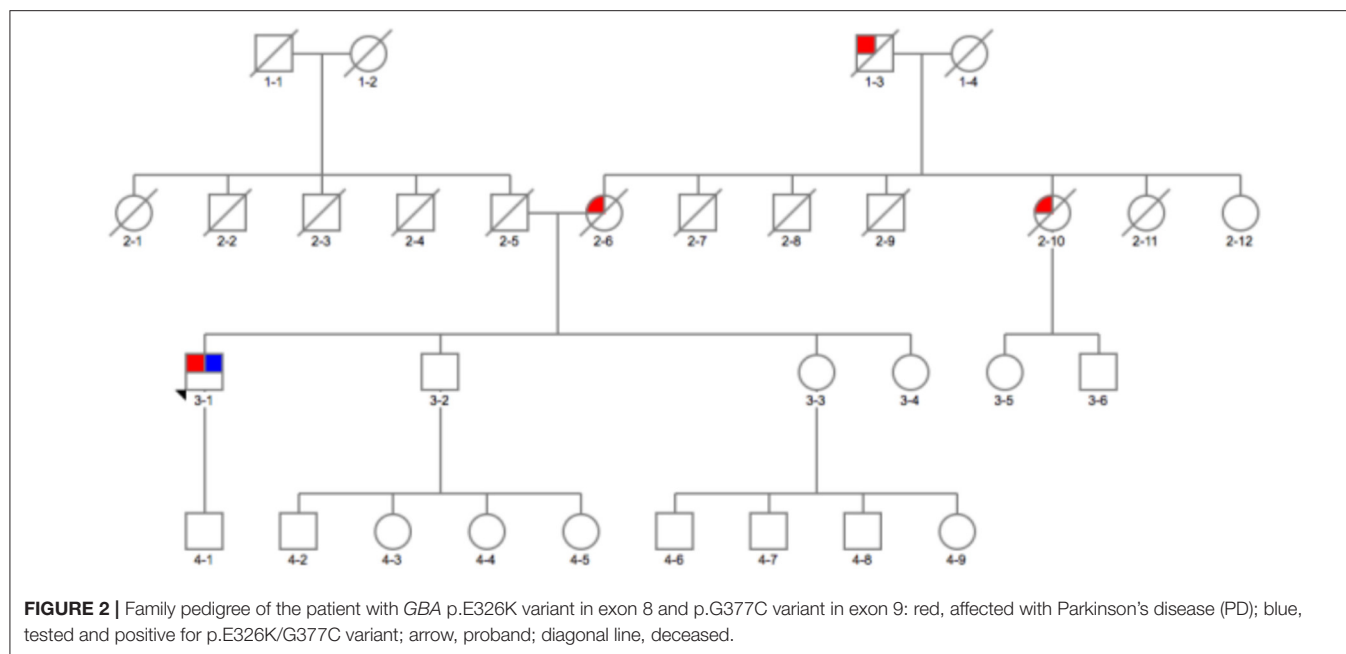 1-1 1-2 1-3 1-4
2-1 2-2 2-3 2-4 2-5 2-6 2-7 2-8 2-9 2-10 2-11 2-12
3-1 3-2 3-3 3-4 3-5 3-6
4-1 4-2 4-3 4-4 4-5 4-6 4-7 4-8 4-9
FIGURE 2 | Family pedigree of the patient with GBA p.E326K variant in exon 8 and p.G377C variant in exon 9: red, affected with Parkinson's disease (PD); blue,
tested and positive for p.E326K/G377C variant; arrow, proband; diagonal line, deceased.